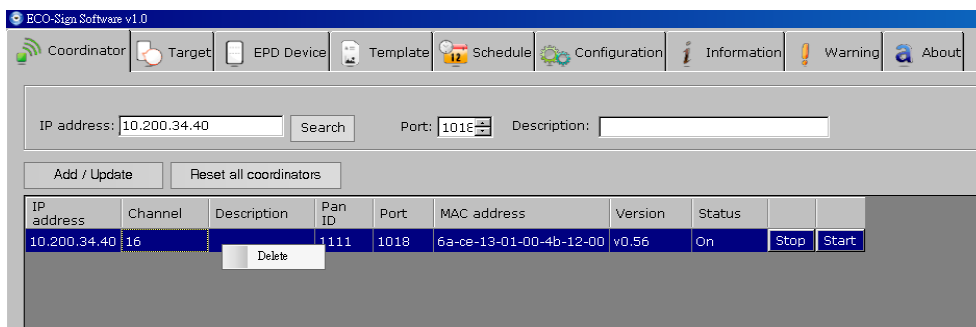 ECO-Sign Software v1.0
Coordinator Target EPD Device Template Schedule Configuration Information Warning About
IP address: 10.200.34.40 Search Port: 1018 Description:
Add / Update Reset all coordinators
IP address Channel Description Pan ID Port MAC address Version Status
10.200.34.40 16 1111 1018 6a-ce-13-01-00-4b-12-00 v0.56 On Stop Start
Delete